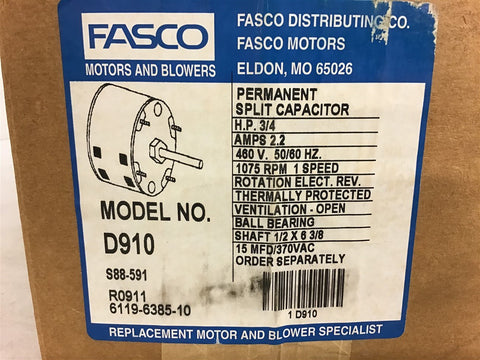 FASCO
MOTORS AND BLOWERS
FASCO DISTRIBUTING CO.
FASCO MOTORS
ELDON, MO 65026
PERMANENT
SPLIT CAPACITOR
H.P. 3/4
AMPS 2.2
460 V. 50/60 HZ.
1075 RPM 1 SPEED
ROTATION ELECT. REV.
THERMALLY PROTECTED
VENTILATION - OPEN
BALL BEARING
SHAFT 1/2 X 6 3/8
15 MFD/370VAC
ORDER SEPARATELY
MODEL NO.
D910
S88-591
R0911
6119-6385-10
1 D910
REPLACEMENT MOTOR AND BLOWER SPECIALIST